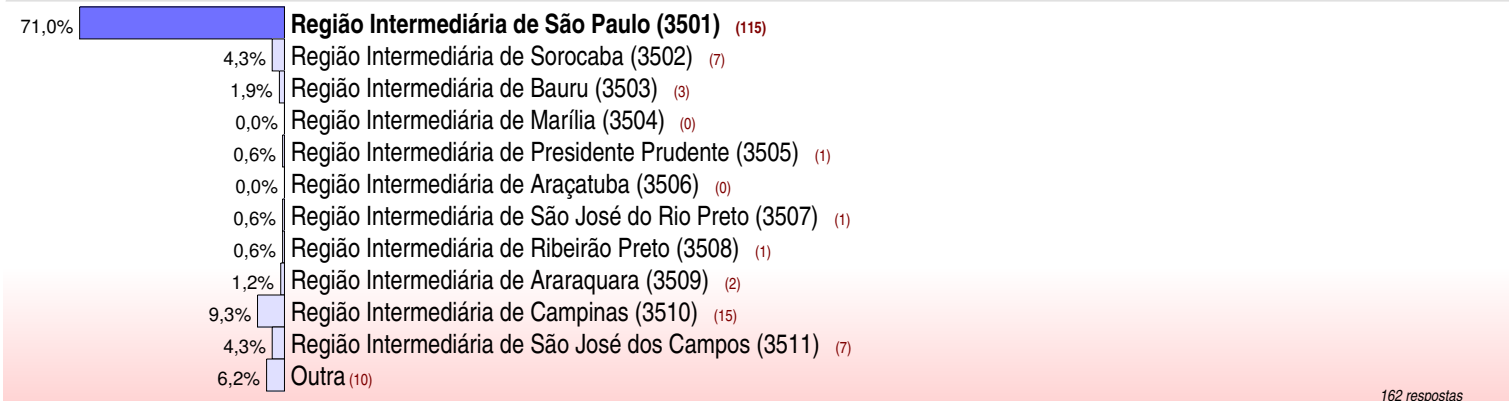 71,0% Região Intermediária de São Paulo (3501) (115)
4,3% Região Intermediária de Sorocaba (3502) (7)
1,9% Região Intermediária de Bauru (3503) (3)
0,0% Região Intermediária de Marília (3504) (0)
0,6% Região Intermediária de Presidente Prudente (3505) (1)
0,0% Região Intermediária de Araçatuba (3506) (0)
0,6% Região Intermediária de São José do Rio Preto (3507) (1)
0,6% Região Intermediária de Ribeirão Preto (3508) (1)
1,2% Região Intermediária de Araraquara (3509) (2)
9,3% Região Intermediária de Campinas (3510) (15)
4,3% Região Intermediária de São José dos Campos (3511) (7)
6,2% Outra (10)
162 respostas